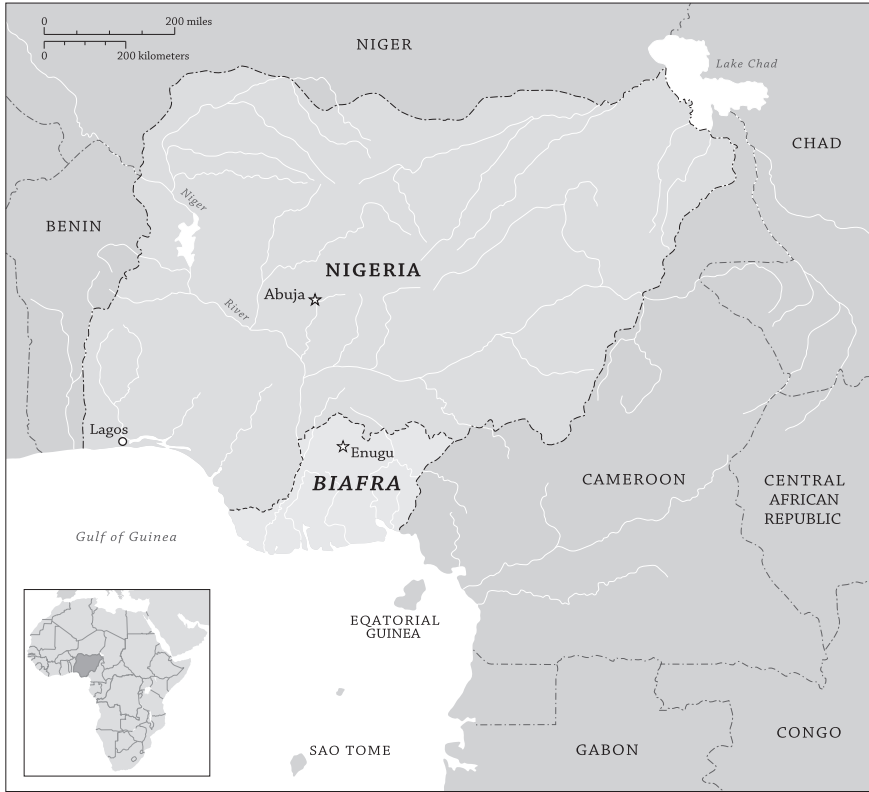 0 200 miles
0 200 kilometers
NIGER
Lake Chad
CHAD
BENIN
Niger
NIGERIA
Abuja
River
Lagos
Enugu
BIAFRA
CAMEROON
CENTRAL
AFRICAN
REPUBLIC
Gulf of Guinea
EQATORIAL
GUINEA
SAO TOME
GABON
CONGO